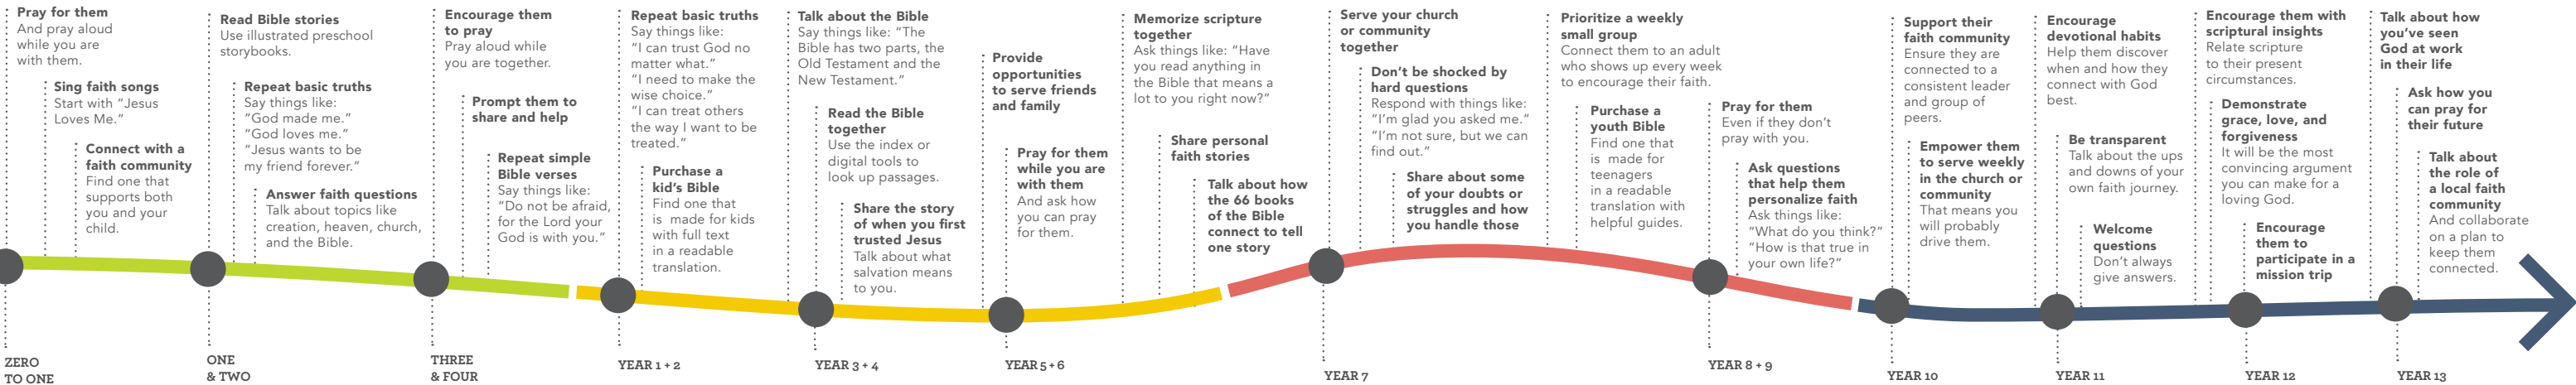 Pray for them
And pray aloud
while you are
with them.
Sing faith songs
Start with “Jesus
Loves Me.”
Connect with a
faith community
Find one that
supports both
you and your
child.
ZERO
TO ONE
Read Bible stories
Use illustrated preschool
storybooks.
Repeat basic truths
Say things like:
“God made me.”
“God loves me.”
“Jesus wants to be
my friend forever.”
Answer faith questions
Talk about topics like
creation, heaven, church,
and the Bible.
ONE
& TWO
Encourage them
to pray
Pray aloud while
you are together.
Prompt them to
share and help
Repeat simple
Bible verses
Say things like:
“Do not be afraid,
for the Lord your
God is with you.”
THREE
& FOUR
Repeat basic truths
Say things like:
“I can trust God no
matter what.”
“I need to make the
wise choice.”
“I can treat others
the way I want to be
treated.”
Purchase a
kid’s Bible
Find one that
is made for kids
with full text
in a readable
translation.
YEAR 1 + 2
Talk about the Bible
Say things like: “The
Bible has two parts, the
Old Testament and the
New Testament.”
Read the Bible
together
Use the index or
digital tools to
look up passages.
Share the story
of when you first
trusted Jesus
Talk about what
salvation means
to you.
YEAR 3 + 4
Provide
opportunities
to serve friends
and family
Pray for them
while you are
with them
And ask how
you can pray
for them.
YEAR 5 + 6
Memorize scripture
together
Ask things like: “Have
you read anything in
the Bible that means a
lot to you right now?”
Share personal
faith stories
Talk about how
the 66 books
of the Bible
connect to tell
one story
Serve your church
or community
together
Don’t be shocked by
hard questions
Respond with things like:
“I’m glad you asked me.”
“I’m not sure, but we can
find out.”
Share about some
of your doubts or
struggles and how
you handle those
YEAR 7
Prioritize a weekly
small group
Connect them to an adult
who shows up every week
to encourage their faith.
Purchase a
youth Bible
Find one that
is made for
teenagers
in a readable
translation with
helpful guides.
Pray for them
Even if they don’t
pray with you.
Ask questions
that help them
personalize faith
Ask things like:
“What do you think?”
“How is that true in
your own life?”
YEAR 8 + 9
Support their
faith community
Ensure they are
connected to a
consistent leader
and group of
peers.
Empower them
to serve weekly
in the church or
community
That means you
will probably
drive them.
YEAR 10
Encourage
devotional habits
Help them discover
when and how they
connect with God
best.
Be transparent
Talk about the ups
and downs of your
own faith journey.
Welcome
questions
Don’t always
give answers.
YEAR 11
Encourage them with
scriptural insights
Relate scripture
to their present
circumstances.
Demonstrate
grace, love, and
forgiveness
It will be the most
convincing argument
you can make for a
loving God.
Encourage
them to
participate in a
mission trip
YEAR 12
Talk about how
you’ve seen
God at work
in their life
Ask how you
can pray for
their future
Talk about
the role of
a local faith
community
And collaborate
on a plan to
keep them
connected.
YEAR 13